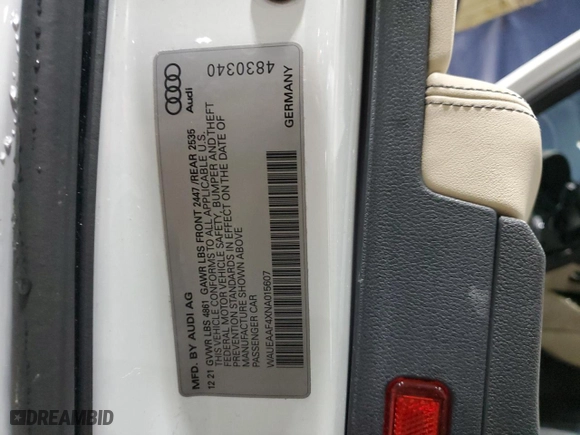 MFD. BY AUDI AG
12 21 GVWR LBS 4861 GAWR LBS FRONT 2447/REAR 2535
THIS VEHICLE CONFORMS TO ALL APPLICABLE U.S.
FEDERAL MOTOR VEHICLE SAFETY, BUMPER AND THEFT
PREVENTION STANDARDS IN EFFECT ON THE DATE OF
MANUFACTURE SHOWN ABOVE
PASSENGER CAR
WAUEAAF4XNA015607
GERMANY
Audi
4830340
DREAMBID